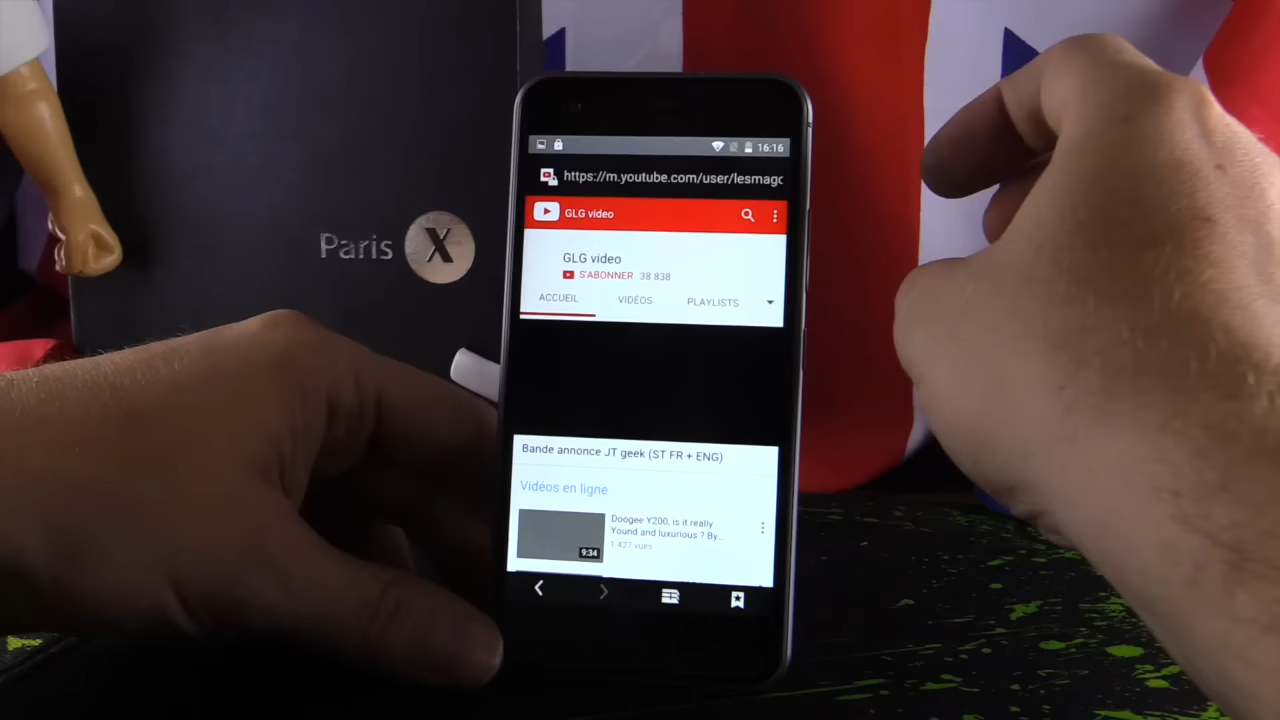 Paris X
16:16
https://m.youtube.com/user/lesmagc
GLG video
GLG video
S'ABONNER 38 838
ACCUEIL VIDÉOS PLAYLISTS
Bande annonce JT geek (ST FR + ENG)
Vidéos en ligne
Doogee Y200, is it really
Yound and luxurious ? By...
1 427 vues
9:34